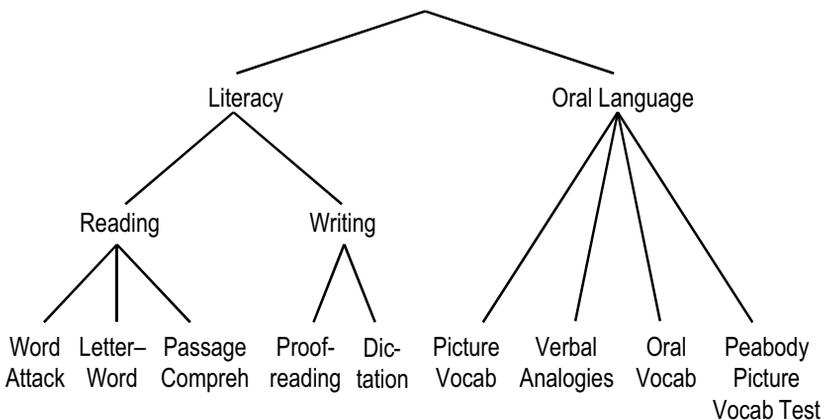 Literacy
Oral Language
Reading
Writing
Word
Attack
Letter–
Word
Passage
Compreh
Proof-
reading
Dic-
tation
Picture
Vocab
Verbal
Analogies
Oral
Vocab
Peabody
Picture
Vocab Test